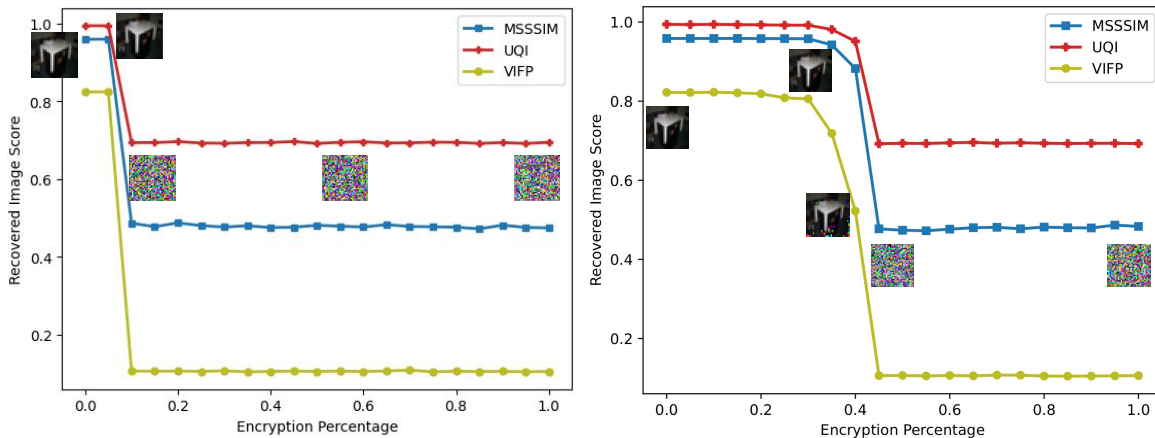 MSSSIM
UQI
VIFP
1.0
0.8
0.6
0.4
0.2
Recovered Image Score
0.0 0.2 0.4 0.6 0.8 1.0
Encryption Percentage
MSSSIM
UQI
VIFP
1.0
0.8
0.6
0.4
0.2
Recovered Image Score
0.0 0.2 0.4 0.6 0.8 1.0
Encryption Percentage